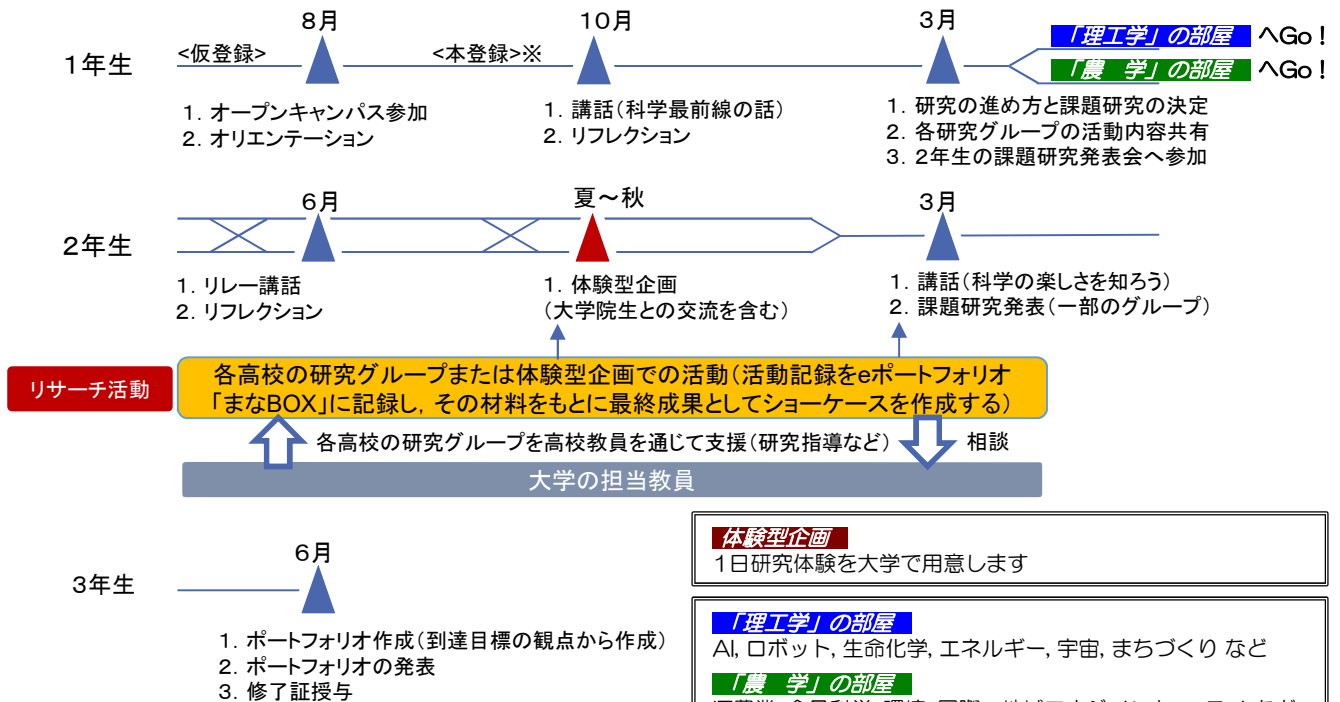 8月
10月
3月
1年生
<仮登録>
<本登録>※
「理工学」の部屋 へGo！
「農　学」の部屋 へGo！
1．オープンキャンパス参加
2．オリエンテーション
1．講話（科学最前線の話）
2．リフレクション
1．研究の進め方と課題研究の決定
2．各研究グループの活動内容共有
3．2年生の課題研究発表会へ参加
6月
夏～秋
3月
2年生
1．リレー講話
2．リフレクション
1．体験型企画
（大学院生との交流を含む）
1．講話（科学の楽しさを知ろう）
2．課題研究発表（一部のグループ）
リサーチ活動
各高校の研究グループまたは体験型企画での活動（活動記録をeポートフォリオ
「まなBOX」に記録し，その材料をもとに最終成果としてショーケースを作成する）
各高校の研究グループを高校教員を通じて支援（研究指導など）
相談
大学の担当教員
6月
3年生
1．ポートフォリオ作成（到達目標の観点から作成）
2．ポートフォリオの発表
3．修了証授与
体験型企画
1日研究体験を大学で用意します
「理工学」の部屋
AI, ロボット, 生命化学, エネルギー, 宇宙, まちづくり など
「農　学」の部屋